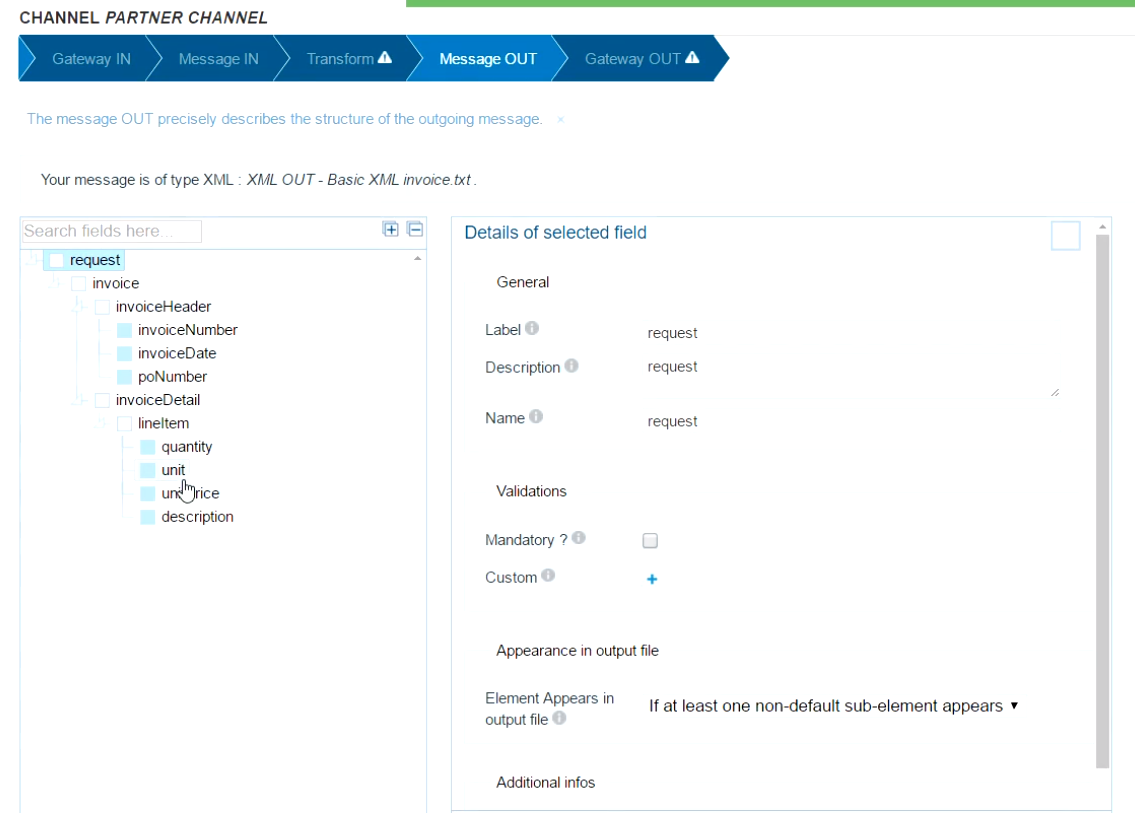 CHANNEL PARTNER CHANNEL
Gateway IN
Message IN
Transform
Message OUT
Gateway OUT
The message OUT precisely describes the structure of the outgoing message. ×
Your message is of type XML : XML OUT - Basic XML invoice.txt .
Search fields here...
request
invoice
invoiceHeader
invoiceNumber
invoiceDate
poNumber
invoiceDetail
lineItem
quantity
unit
description
Details of selected field
General
Label
request
Description
request
Name
request
Validations
Mandatory ?
Custom
Appearance in output file
Element Appears in
output file
If at least one non-default sub-element appears
Additional infos